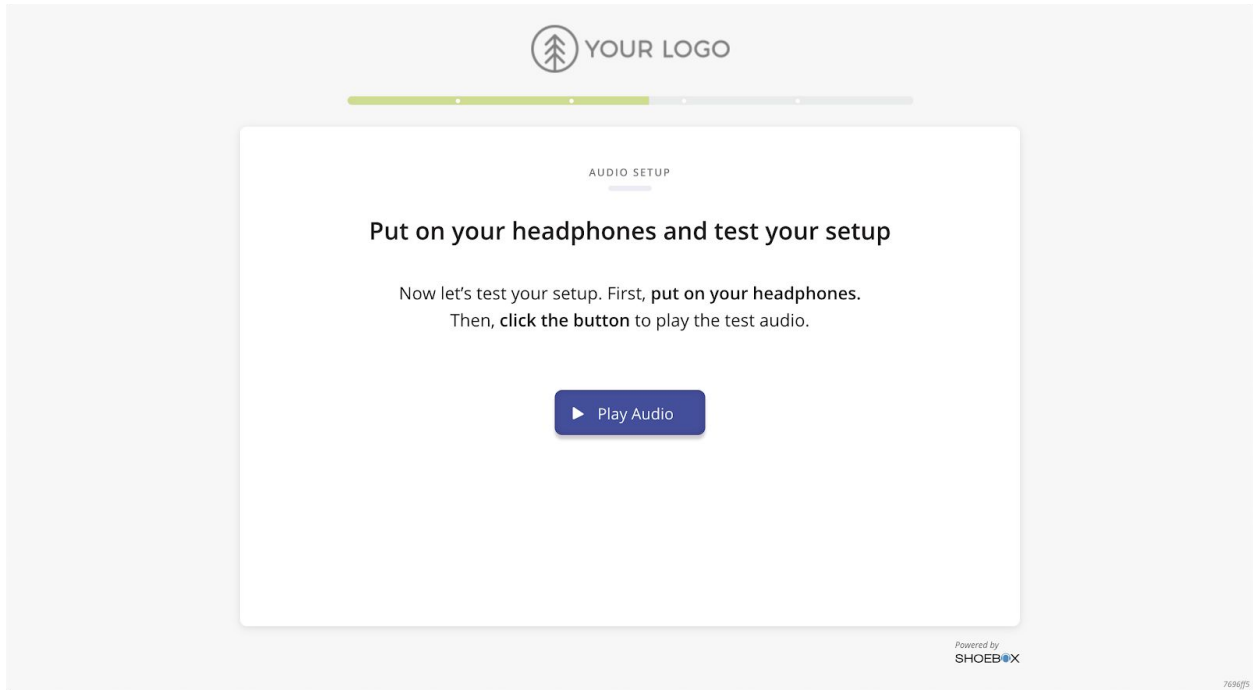 YOUR LOGO
AUDIO SETUP
Put on your headphones and test your setup
Now let’s test your setup. First, put on your headphones.
Then, click the button to play the test audio.
Play Audio
Powered by
SHOEBOX
7696ff5